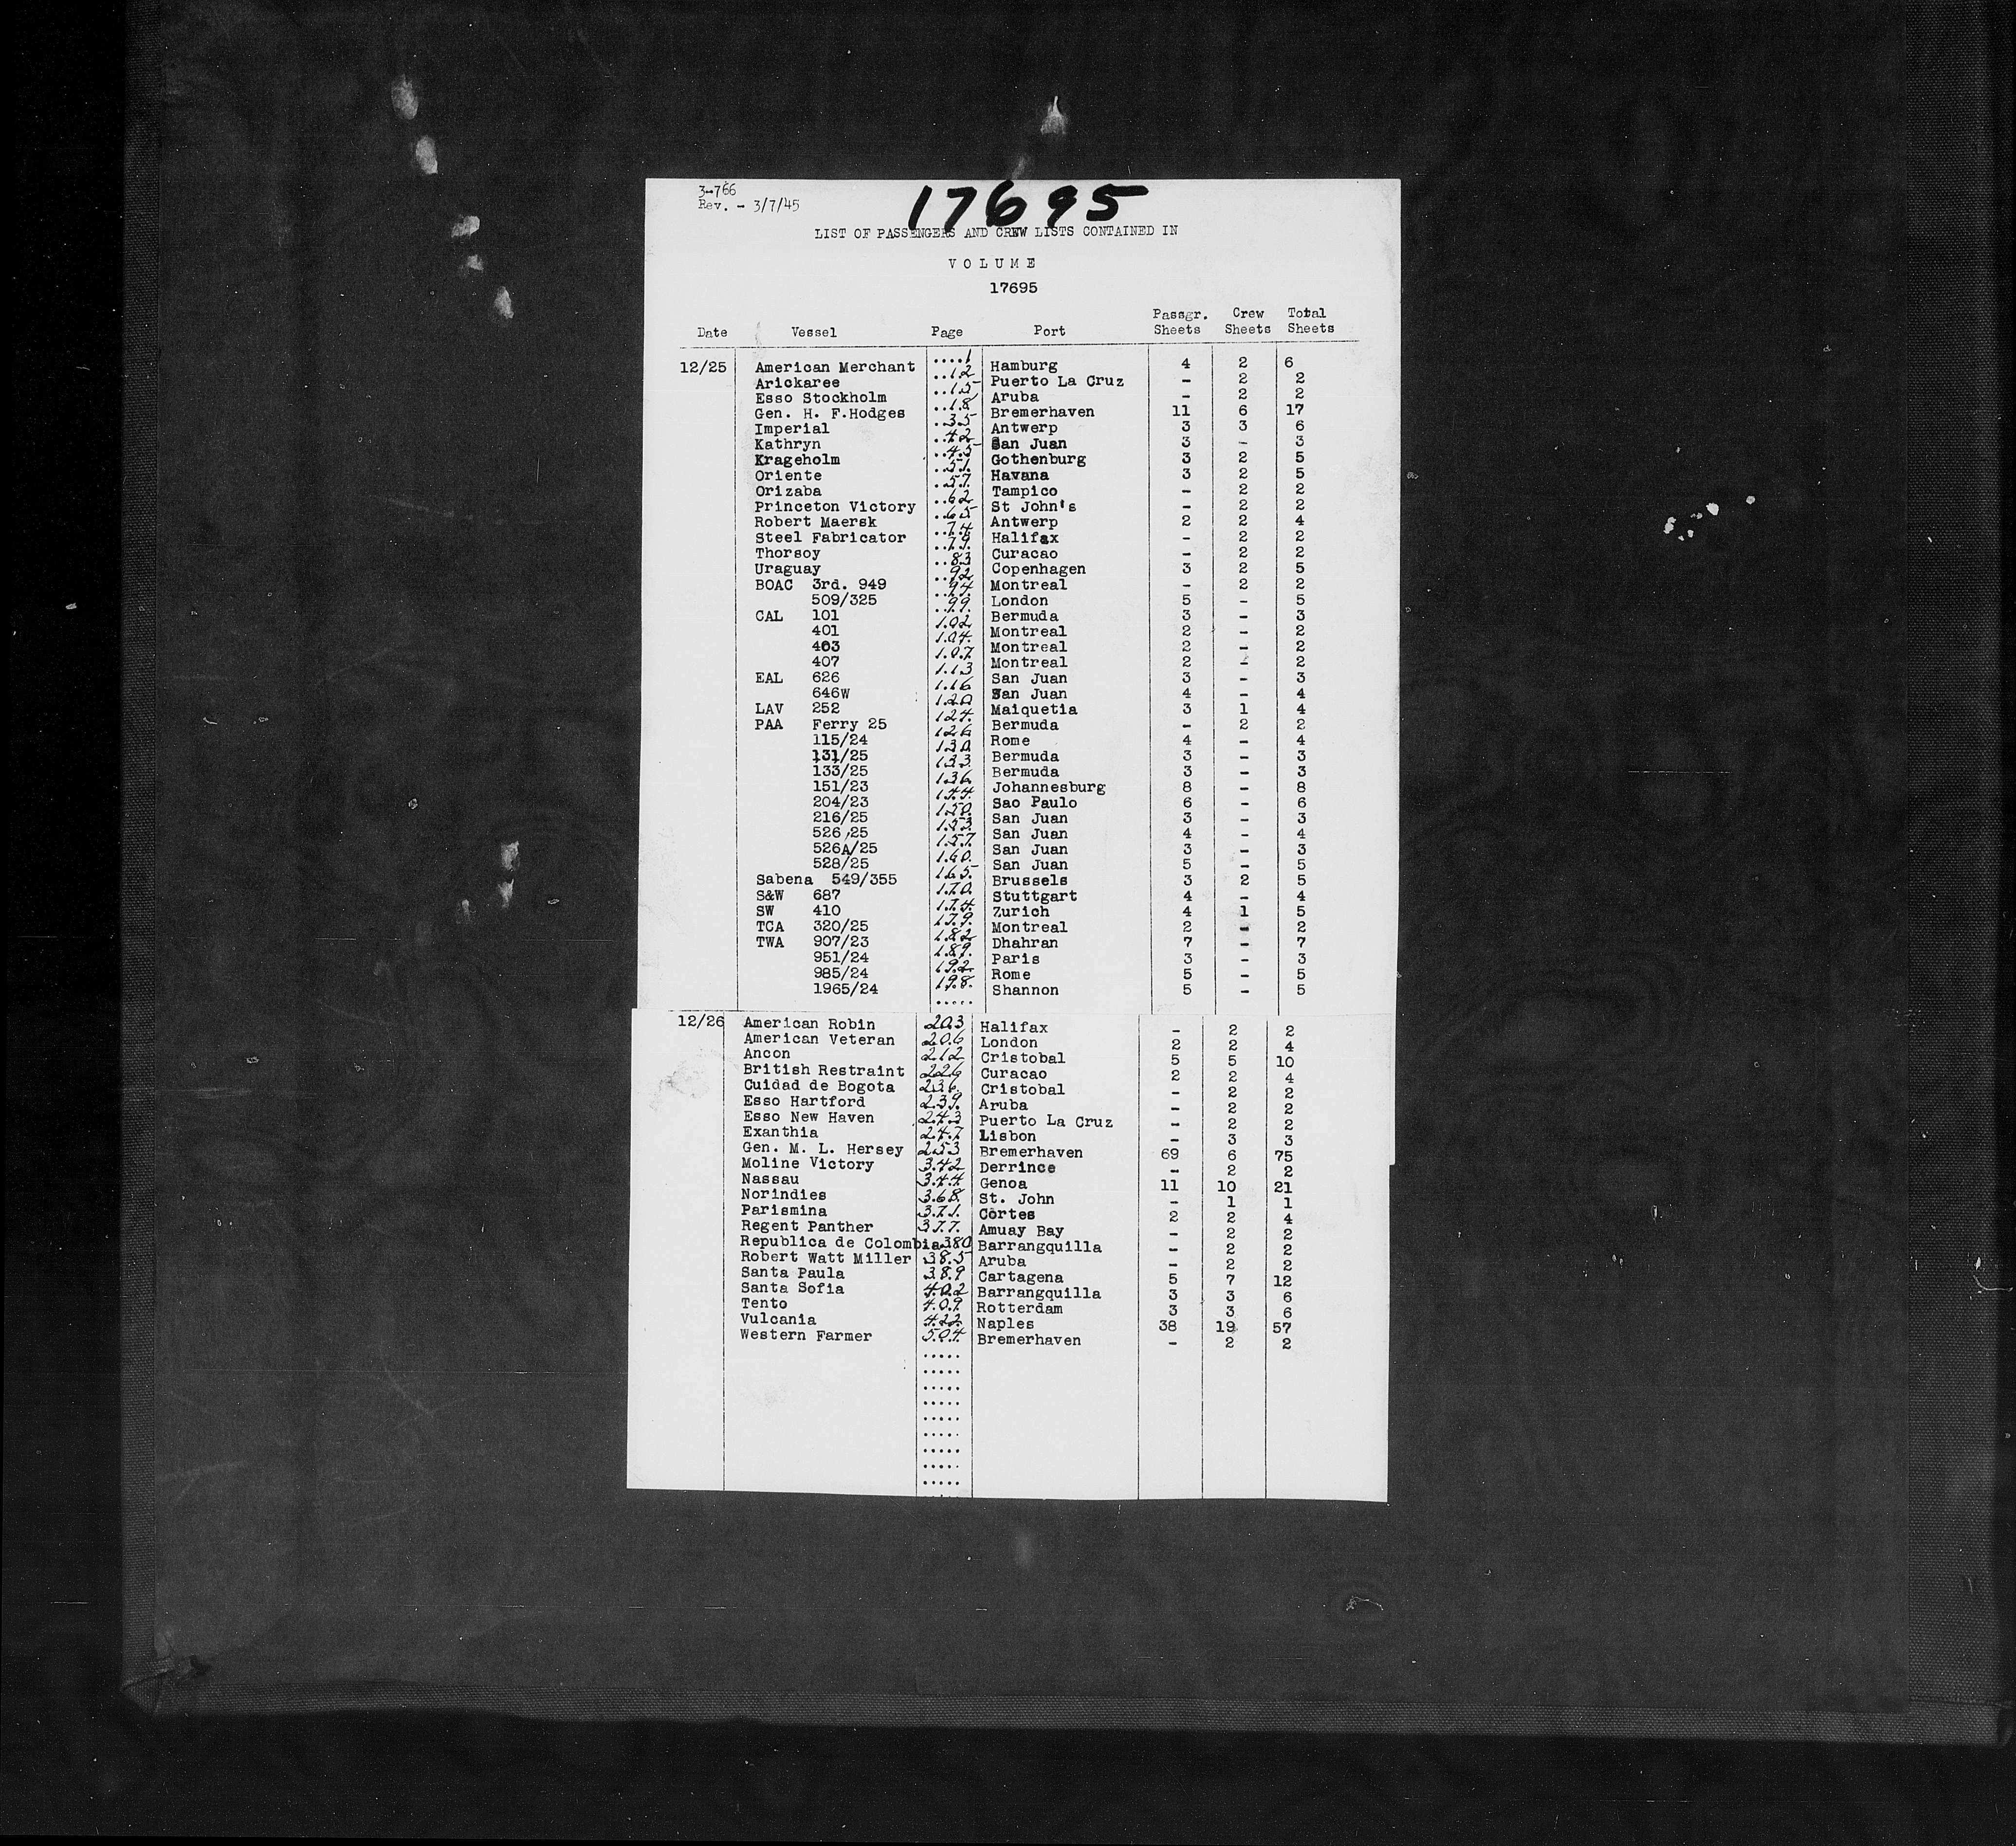 3-766
Rev. - 3/7/45
17695
LIST OF PASSENGERS AND CREW LISTS CONTAINED IN
VOLUME
17695
Date Vessel Page Port Passgr. Sheets Crew Sheets Total Sheets
12/25 American Merchant 1 Hamburg 4 2 6
Arickaree 12 Puerto La Cruz - 2 2
Esso Stockholm 15 Aruba - 2 2
Gen. H. F.Hodges 18 Bremerhaven 11 6 17
Imperial 35 Antwerp 3 3 6
Kathryn 42 San Juan 3 - 3
Krageholm 45 Gothenburg 3 2 5
Oriente 51 Havana 3 2 5
Orizaba 57 Tampico - 2 2
Princeton Victory 62 St John's - 2 2
Robert Maersk 65 Antwerp 2 2 4
Steel Fabricator 74 Halifax - 2 2
Thorsoy 79 Curacao - 2 2
Uraguay 83 Copenhagen 3 2 5
BOAC 3rd. 949 92 Montreal - 2 2
509/325 94 London 5 - 5
CAL 101 99 Bermuda 3 - 3
401 102 Montreal 2 - 2
403 104 Montreal 2 - 2
407 107 Montreal 2 - 2
EAL 626 113 San Juan 3 - 3
646W 116 San Juan 4 - 4
LAV 252 120 Maiquetia 3 1 4
PAA Ferry 25 124 Bermuda - 2 2
115/24 126 Rome 4 - 4
131/25 130 Bermuda 3 - 3
133/25 133 Bermuda 3 - 3
151/23 136 Johannesburg 8 - 8
204/23 144 Sao Paulo 6 - 6
216/25 150 San Juan 3 - 3
526/25 153 San Juan 4 - 4
526A/25 157 San Juan 3 - 3
528/25 160 San Juan 5 - 5
Sabena 549/355 165 Brussels 3 2 5
S&W 687 170 Stuttgart 4 - 4
SW 410 174 Zurich 4 1 5
TCA 320/25 179 Montreal 2 - 2
TWA 907/23 182 Dhahran 7 - 7
951/24 189 Paris 3 - 3
985/24 192 Rome 5 - 5
1965/24 198 Shannon 5 - 5
12/26 American Robin 203 Halifax - 2 2
American Veteran 206 London 2 2 4
Ancon 212 Cristobal 5 5 10
British Restraint 226 Curacao 2 2 4
Cuidad de Bogota 236 Cristobal - 2 2
Esso Hartford 239 Aruba - 2 2
Esso New Haven 243 Puerto La Cruz - 2 2
Exanthia 247 Lisbon - 3 3
Gen. M. L. Hersey 253 Bremerhaven 69 6 75
Moline Victory 342 Derrince - 2 2
Nassau 344 Genoa 11 10 21
Norindies 368 St. John - 1 1
Parismina 371 Cortes 2 2 4
Regent Panther 377 Amuay Bay - 2 2
Republica de Colombia 380 Barrangquilla - 2 2
Robert Watt Miller 385 Aruba - 2 2
Santa Paula 389 Cartagena 5 7 12
Santa Sofia 402 Barrangquilla 3 3 6
Tento 409 Rotterdam 3 3 6
Vulcania 422 Naples 38 19 57
Western Farmer 504 Bremerhaven - 2 2